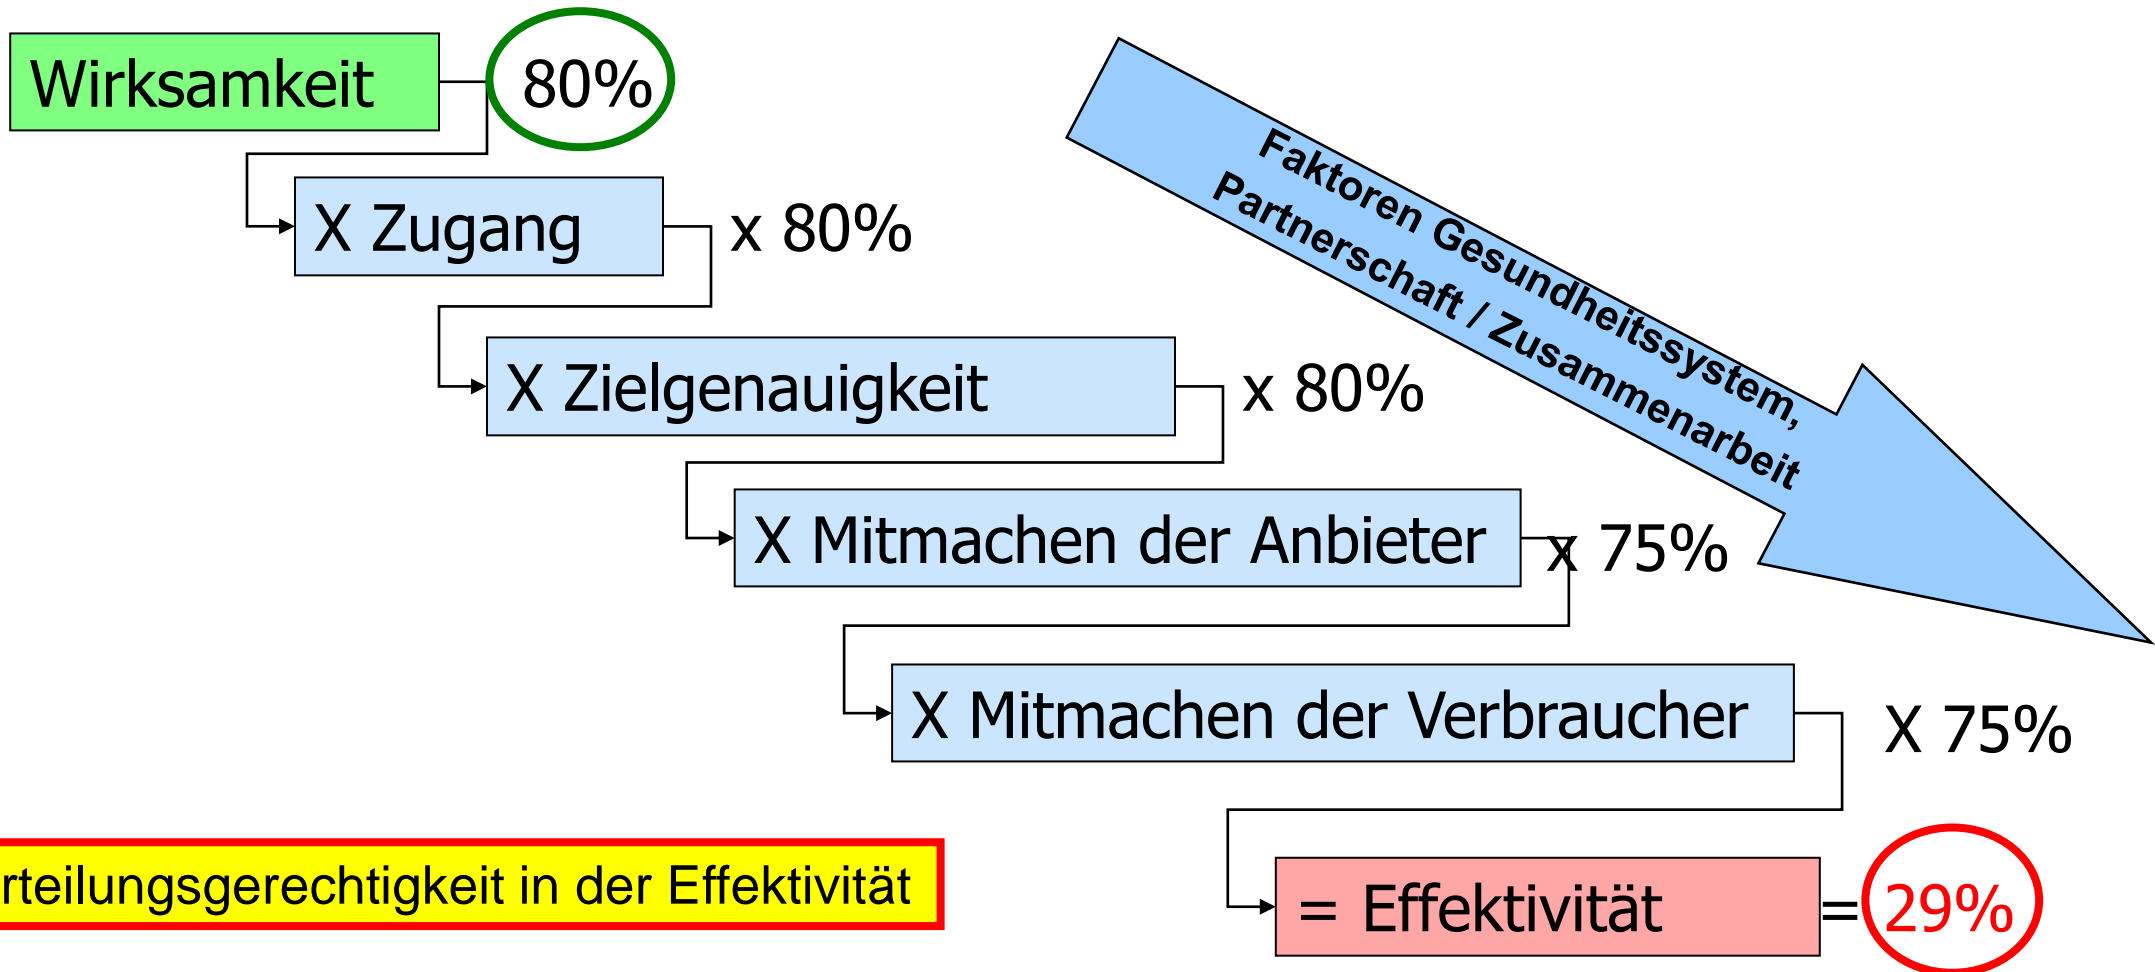 Wirksamkeit 80%
Faktoren Gesundheitssystem,
Partnerschaft / Zusammenarbeit
X Zugang x 80%
X Zielgenauigkeit x 80%
X Mitmachen der Anbieter x 75%
X Mitmachen der Verbraucher X 75%
rteilungsgerechtigkeit in der Effektivität
= Effektivität = 29%